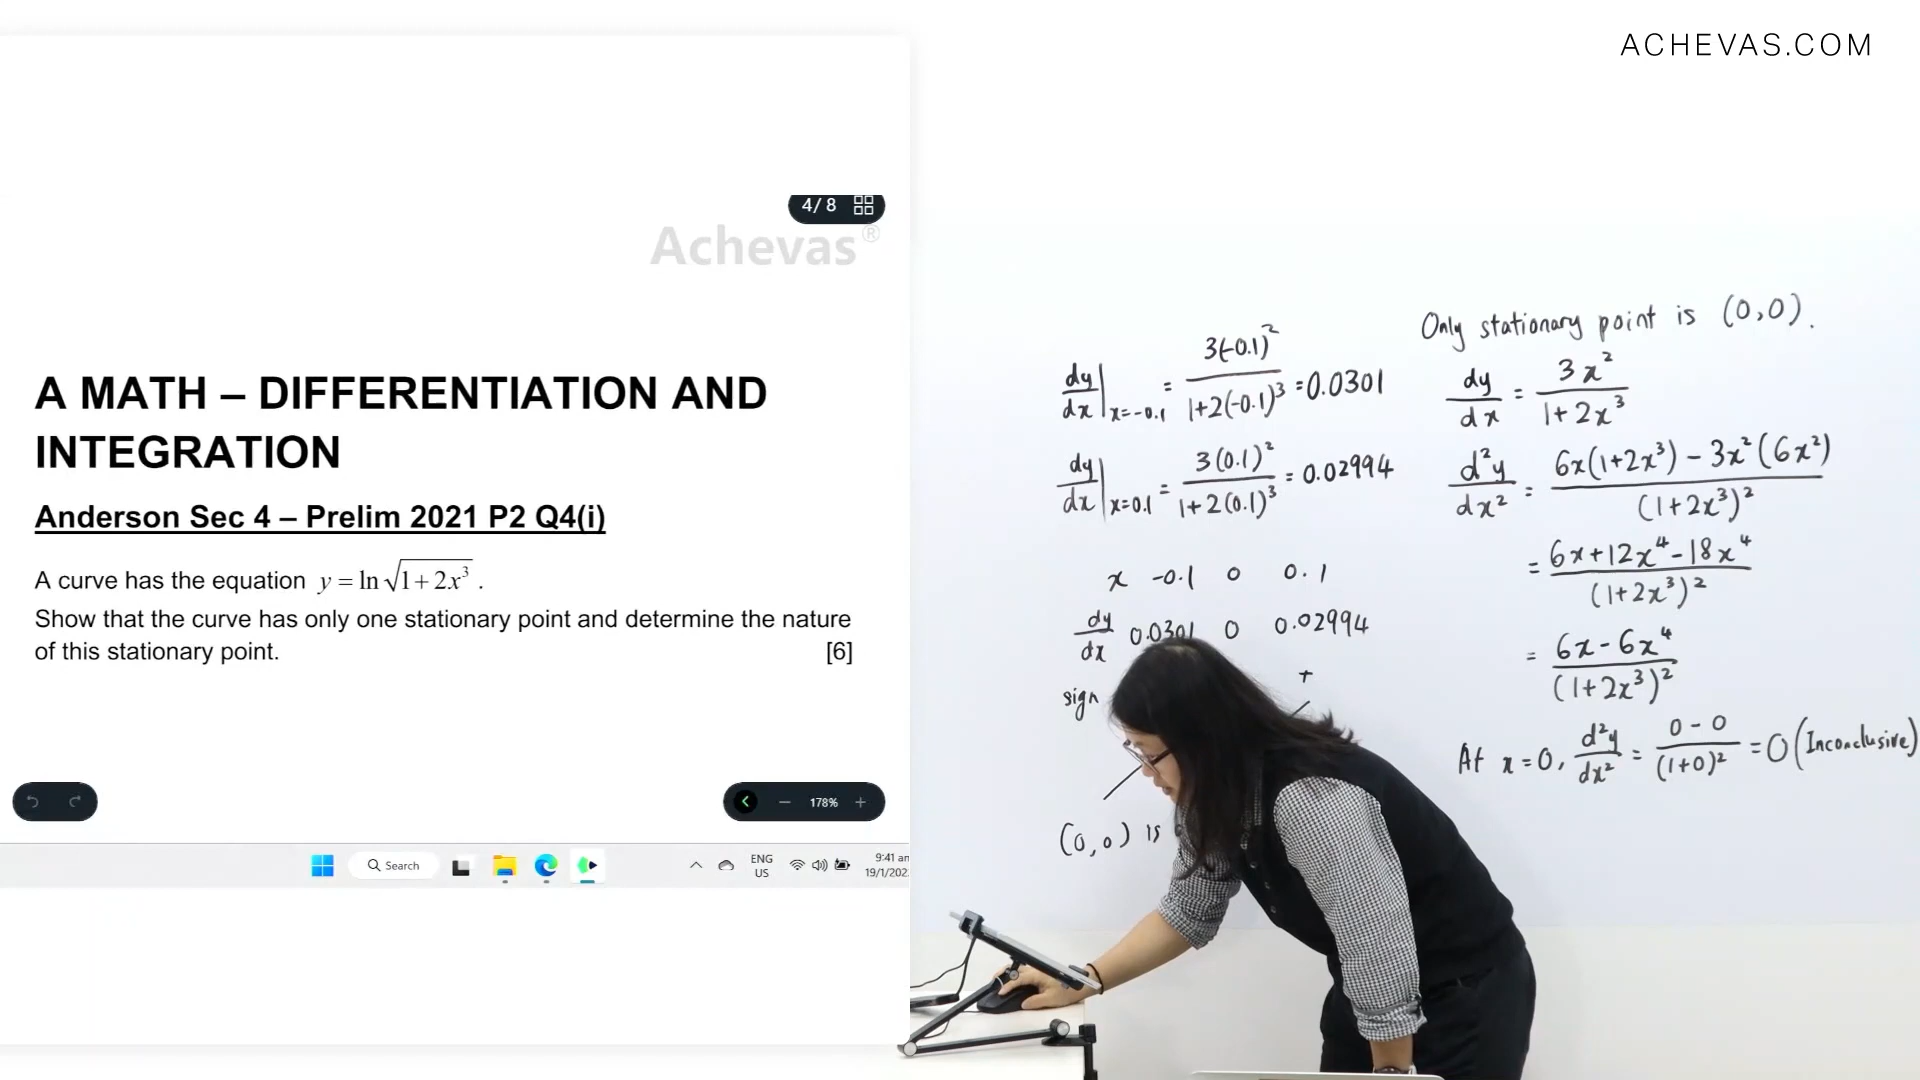 ACHEVAS.COM
4/ 8
Achevas®
A MATH – DIFFERENTIATION AND
INTEGRATION
Anderson Sec 4 – Prelim 2021 P2 Q4(i)
A curve has the equation y = ln√(1 + 2x³) .
Show that the curve has only one stationary point and determine the nature
of this stationary point. [6]
178%
Search
ENG
US
9:41 am
19/1/202
dy/dx|x=-0.1 = 3(-0.1)²/(1+2(-0.1)³) = 0.0301
dy/dx|x=0.1 = 3(0.1)²/(1+2(0.1)³) = 0.02994
x -0.1 0 0.1
dy/dx 0.0301 0 0.02994
sign +
(0,0) is
Only stationary point is (0,0).
dy/dx = 3x²/(1+2x³)
d²y/dx² = (6x(1+2x³) - 3x²(6x²))/(1+2x³)²
= (6x+12x⁴-18x⁴)/(1+2x³)²
= (6x-6x⁴)/(1+2x³)²
At x=0, d²y/dx² = (0-0)/(1+0)² = 0 (Inconclusive)